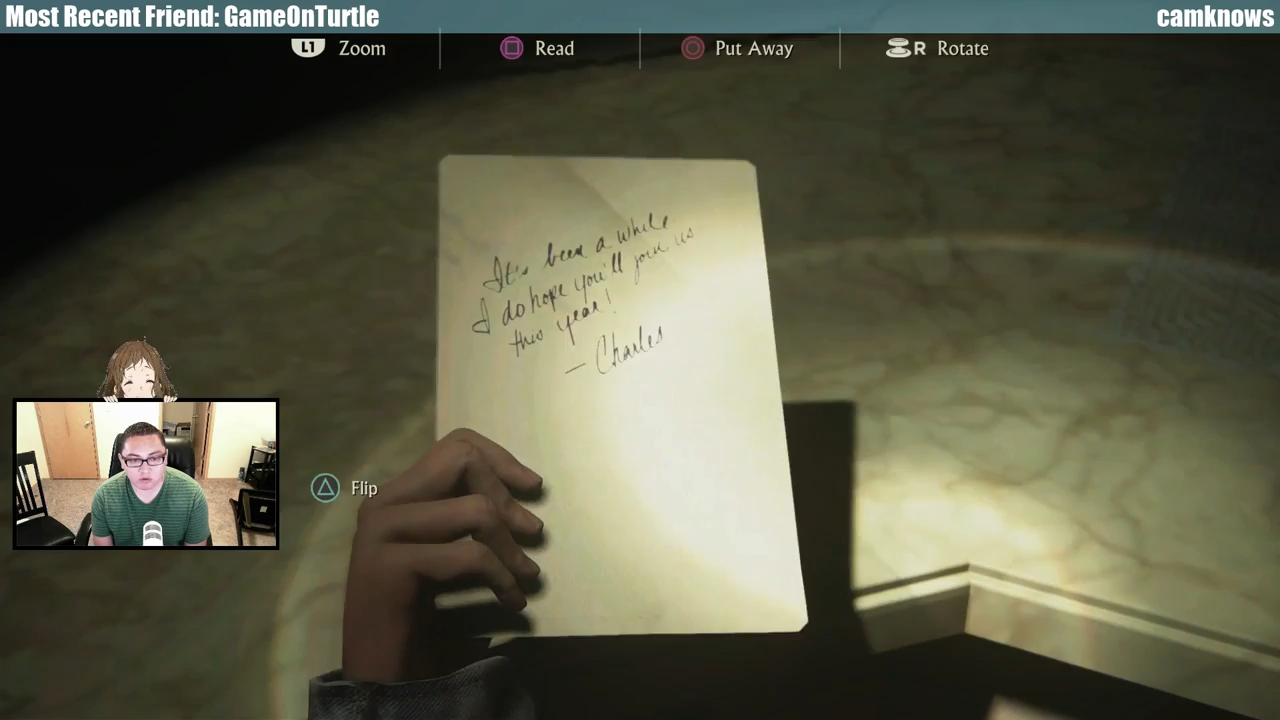 Most Recent Friend: GameOnTurtle
camknows
L1 Zoom
Read
Put Away
R Rotate
It's been a while
I do hope you'll join us
this year!
— Charles
Flip